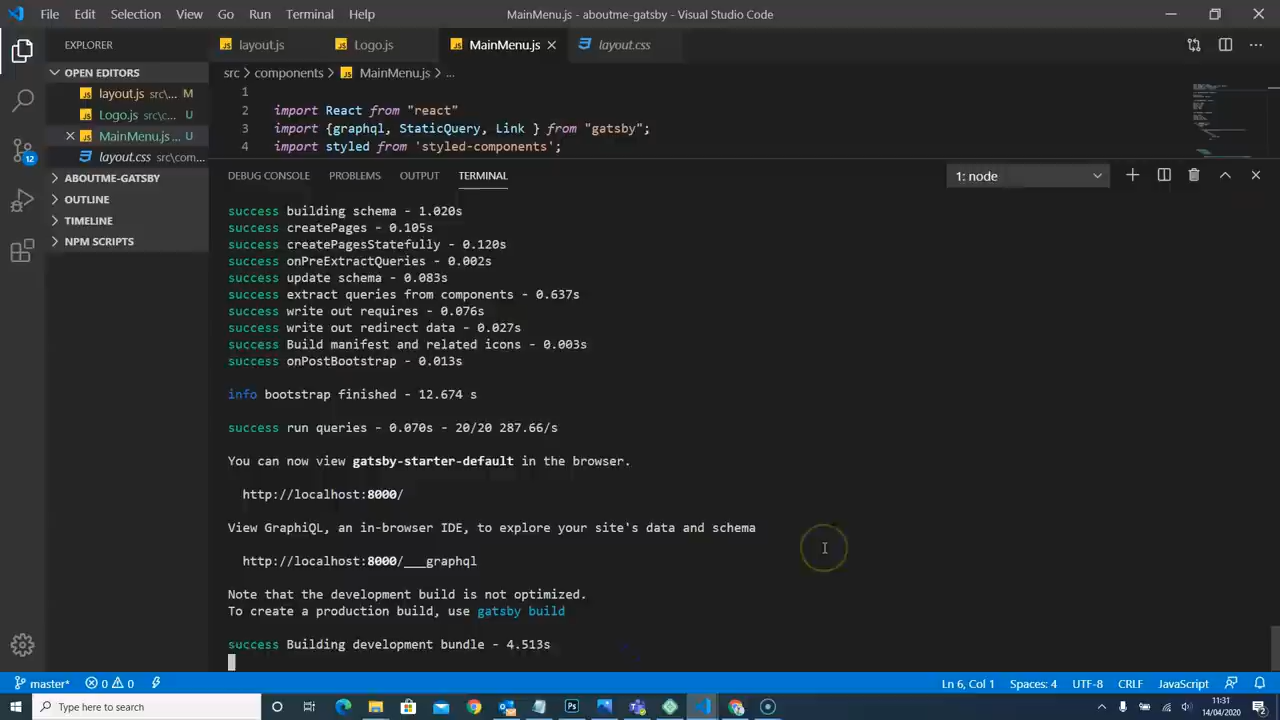 File Edit Selection View Go Run Terminal Help MainMenu.js - aboutme-gatsby - Visual Studio Code
EXPLORER
layout.js Logo.js MainMenu.js layout.css
OPEN EDITORS
layout.js src\... M
Logo.js src\c... U
MainMenu.js ... U
layout.css src\com...
ABOUTME-GATSBY
OUTLINE
TIMELINE
NPM SCRIPTS
src > components > MainMenu.js > ...
1
2 import React from "react"
3 import {graphql, StaticQuery, Link } from "gatsby";
4 import styled from 'styled-components';
DEBUG CONSOLE PROBLEMS OUTPUT TERMINAL 1: node
success building schema - 1.020s
success createPages - 0.105s
success createPagesStatefully - 0.120s
success onPreExtractQueries - 0.002s
success update schema - 0.083s
success extract queries from components - 0.637s
success write out requires - 0.076s
success write out redirect data - 0.027s
success Build manifest and related icons - 0.003s
success onPostBootstrap - 0.013s
info bootstrap finished - 12.674 s
success run queries - 0.070s - 20/20 287.66/s
You can now view gatsby-starter-default in the browser.
http://localhost:8000/
View GraphiQL, an in-browser IDE, to explore your site's data and schema
http://localhost:8000/___graphql
Note that the development build is not optimized.
To create a production build, use gatsby build
success Building development bundle - 4.513s
12
master* 0 0 Ln 6, Col 1 Spaces: 4 UTF-8 CRLF JavaScript
Type here to search
11:31
14/04/2020
2